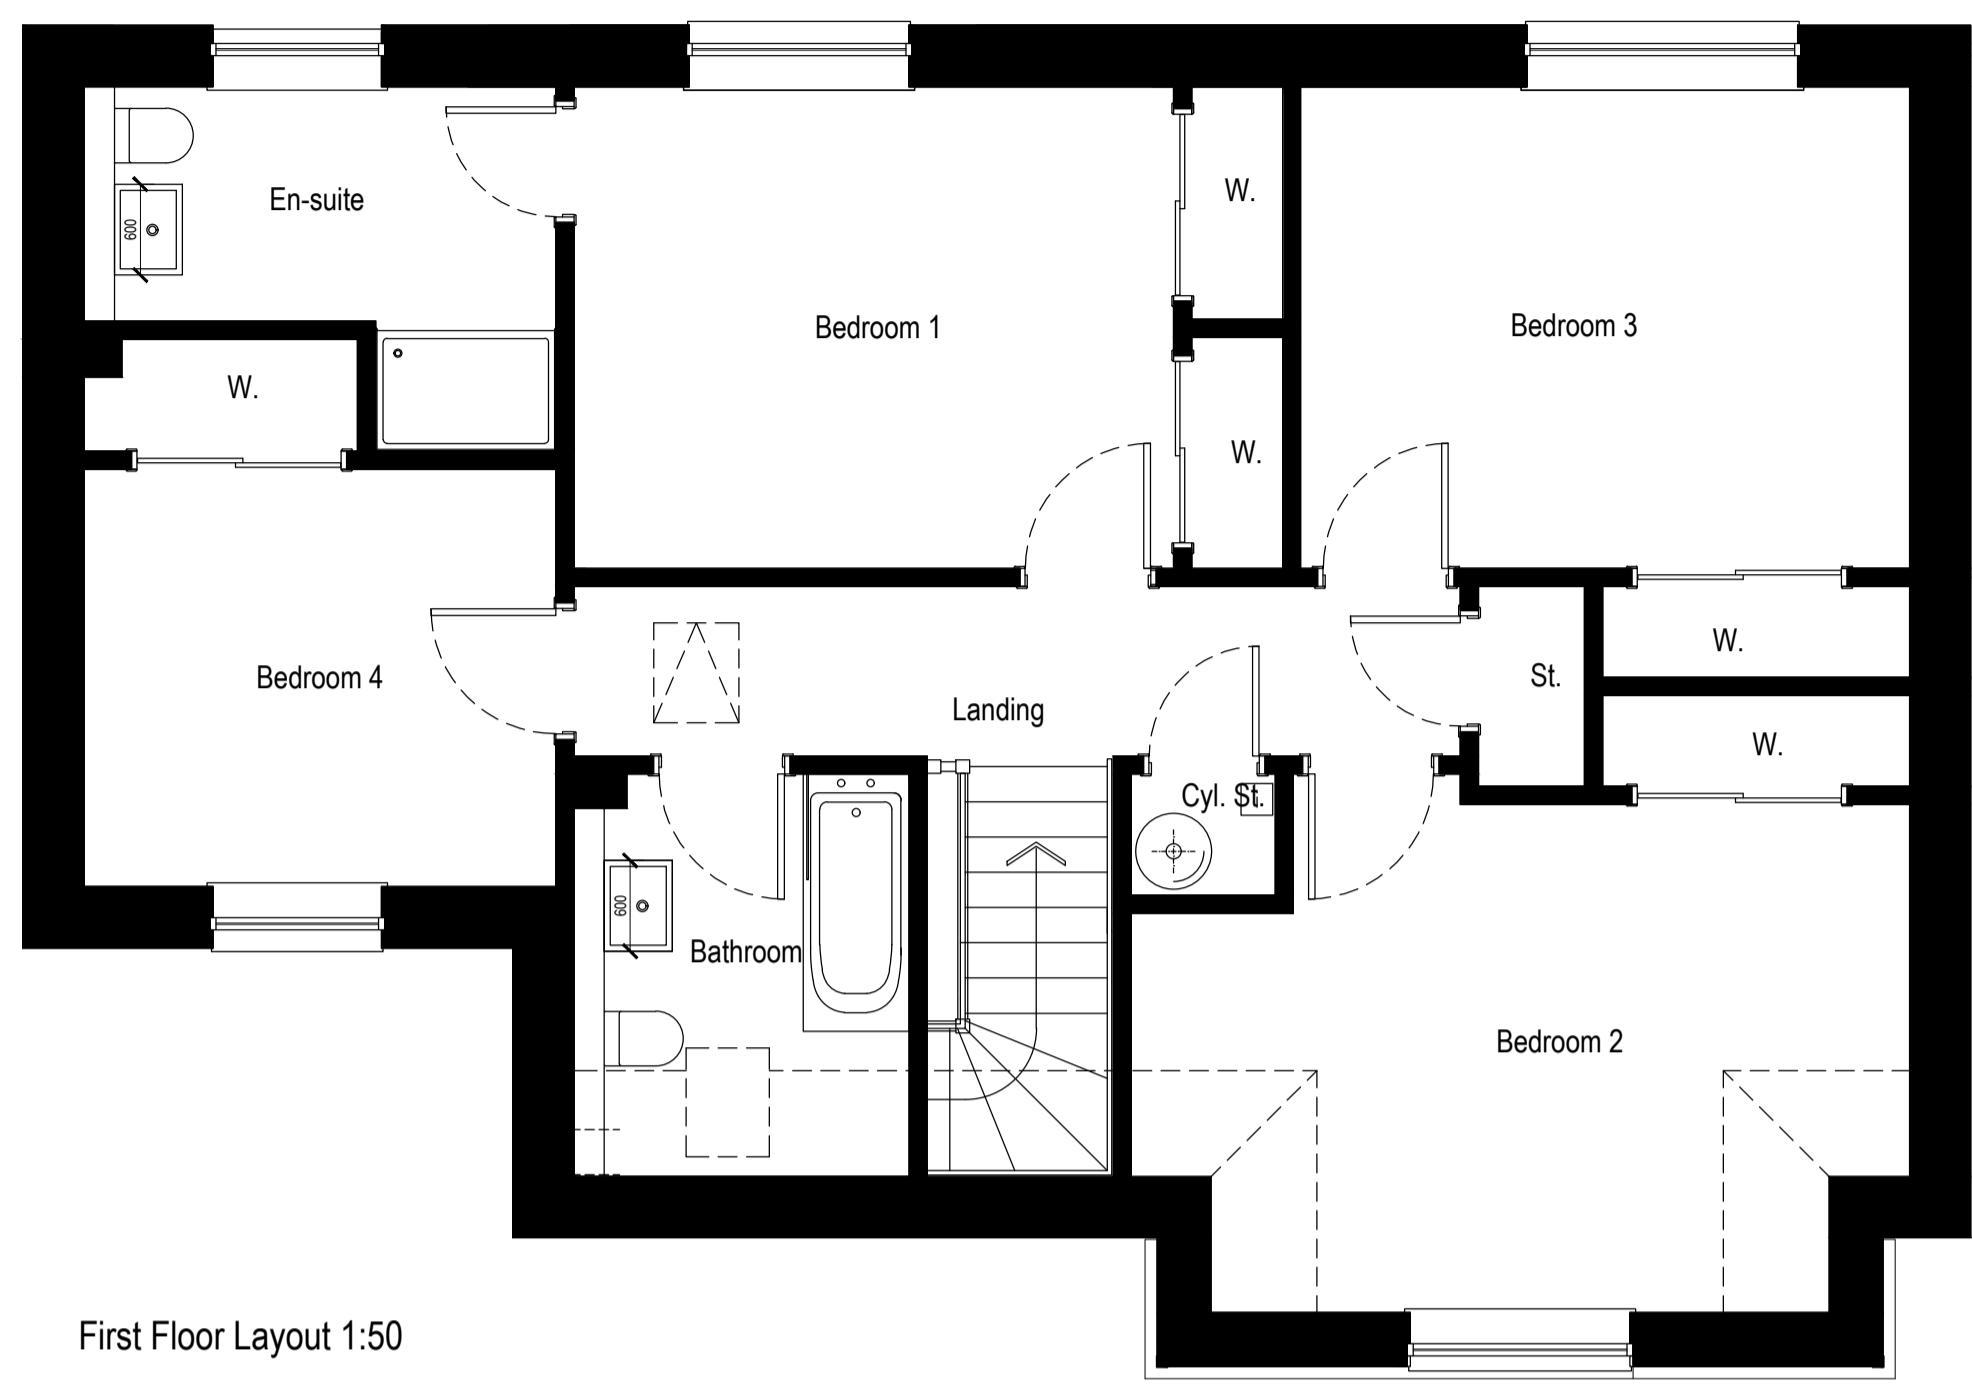 En-suite
600
W.
Bedroom 1
W.
W.
Bedroom 3
Bedroom 4
Landing
St.
W.
W.
Cyl. St.
600
Bathroom
Bedroom 2
First Floor Layout 1:50